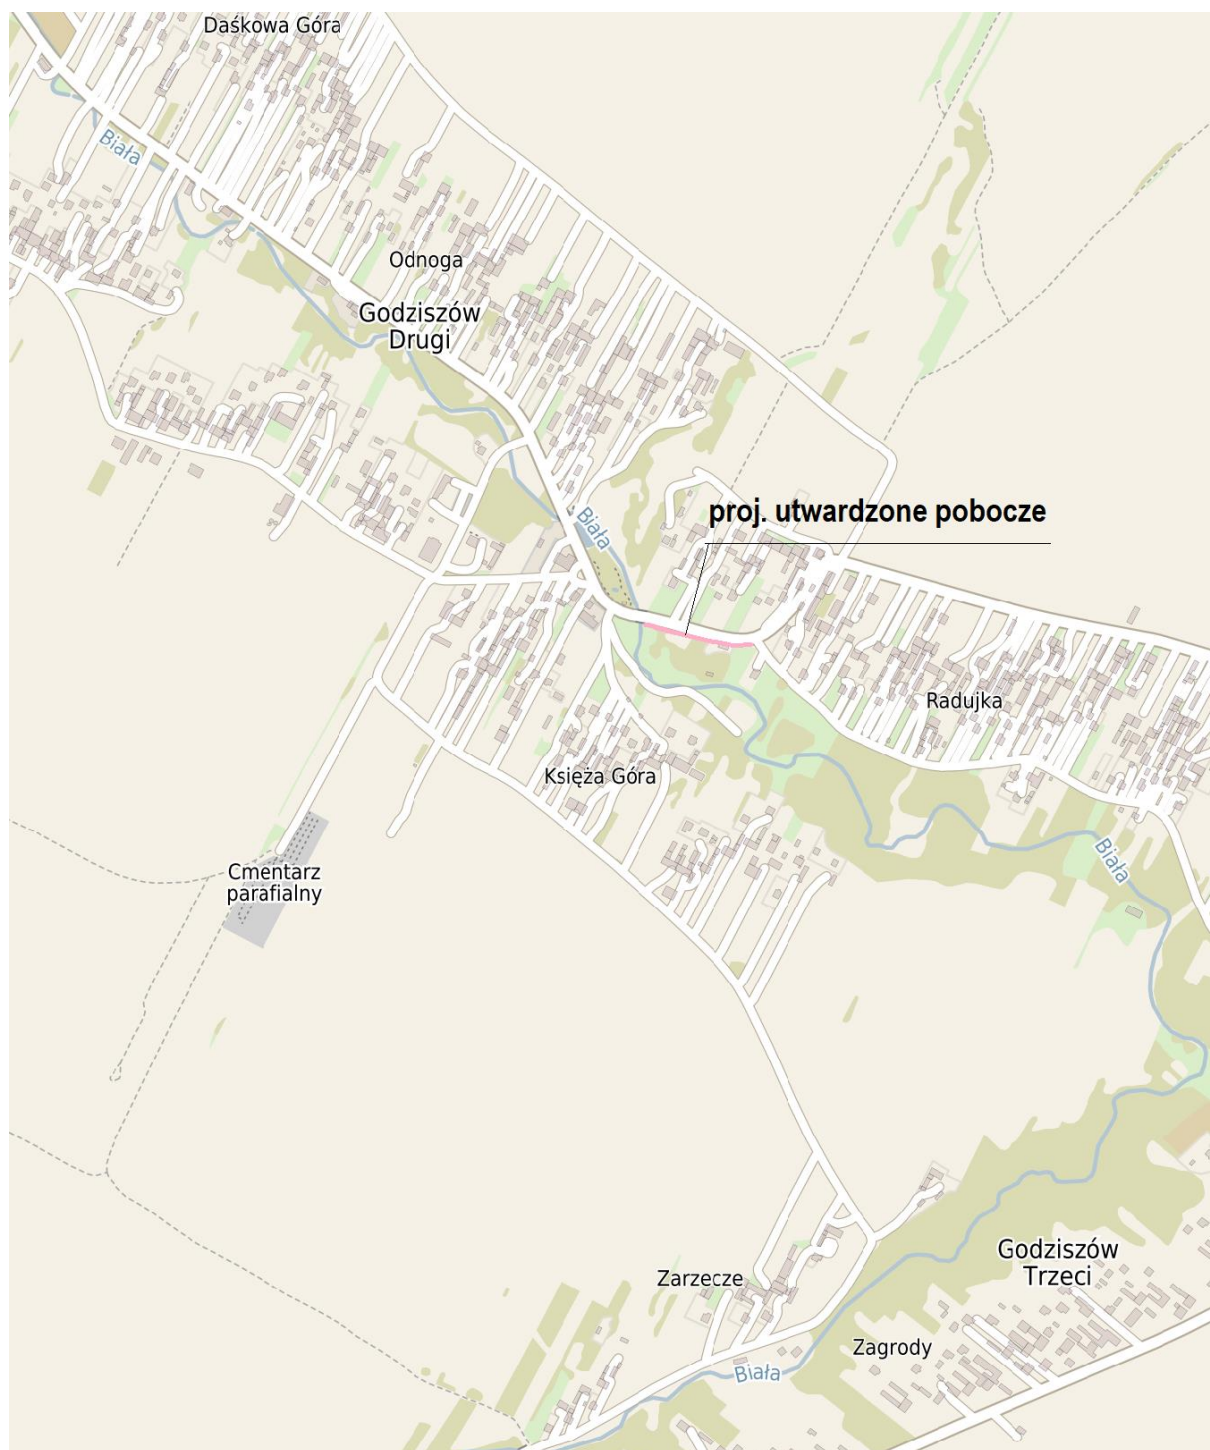 Daśkowa Góra
Biała
Odnoga
Godziszów
Drugi
proj. utwardzone pobocze
Biała
Radujka
Księża Góra
Biała
Cmentarz
parafialny
Godziszów
Trzeci
Zarzecze
Zagrody
Biała